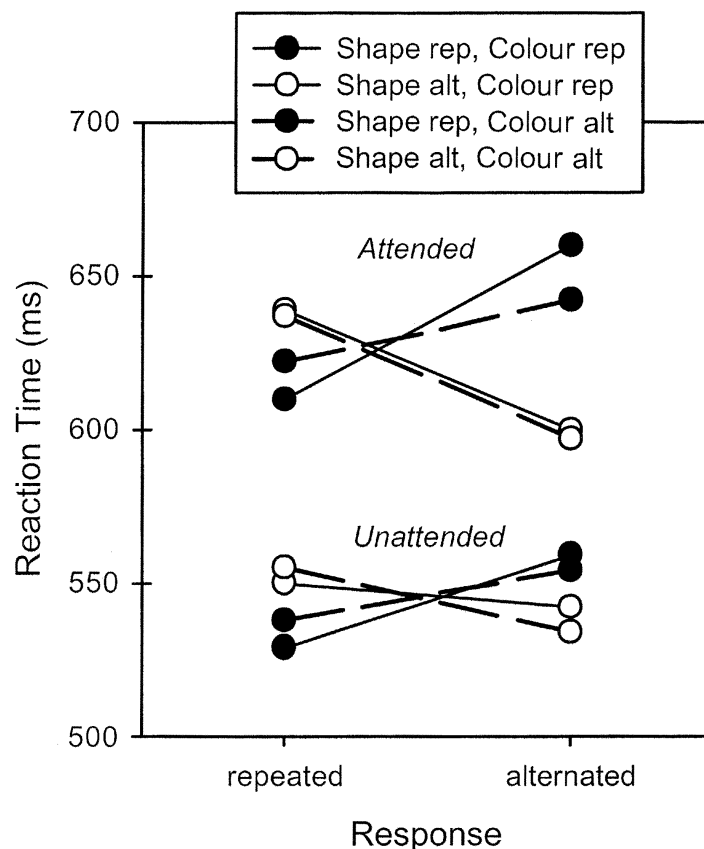 Shape rep, Colour rep
Shape alt, Colour rep
Shape rep, Colour alt
Shape alt, Colour alt
700
Attended
650
Reaction Time (ms)
600
Unattended
550
500
repeated alternated
Response